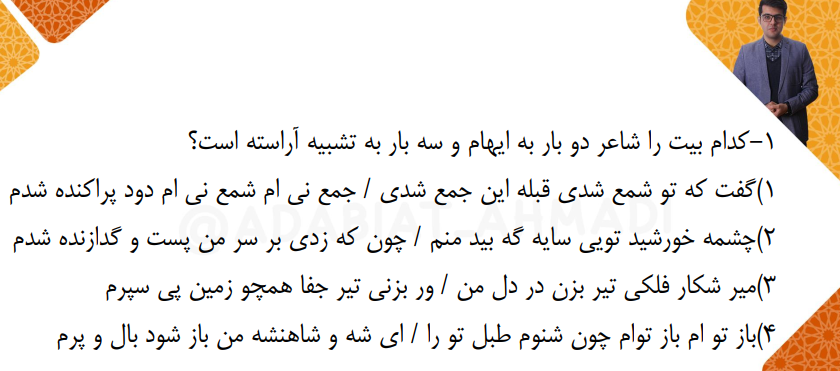 ۱-کدام بیت را شاعر دو بار به ایهام و سه بار به تشبیه آراسته است؟
۱)گفت که تو شمع شدی قبله این جمع شدی / جمع نی ام شمع نی ام دود پراکنده شدم
۲)چشمه خورشید تویی سایه گه بید منم / چون که زدی بر سر من پست و گدازنده شدم
۳)میر شکار فلکی تیر بزن در دل من / ور بزنی تیر جفا همچو زمین پی سپرم
۴)باز تو ام باز توام چون شنوم طبل تو را / ای شه و شاهنشه من باز شود بال و پرم
@ADABIAT_AHMADI